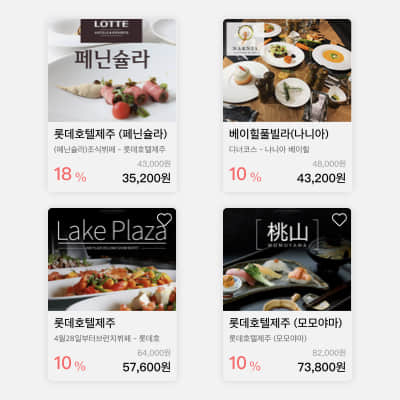 LOTTE
HOTELS & RESORTS
페닌슐라
롯데호텔제주 (페닌슐라)
(페닌슐라)조식뷔페 - 롯데호텔제주
43,000원
18 %
35,200원
NARNIA
베이힐풀빌라(나니아)
디너코스 - 나니아 베이힐
48,000원
10 %
43,200원
Lake Plaza
롯데호텔제주
4월28일부터브런치뷔페 - 롯데호
64,000원
10 %
57,600원
桃山
MOMOYAMA
롯데호텔제주 (모모야마)
롯데호텔제주 (모모야마)
82,000원
10 %
73,800원